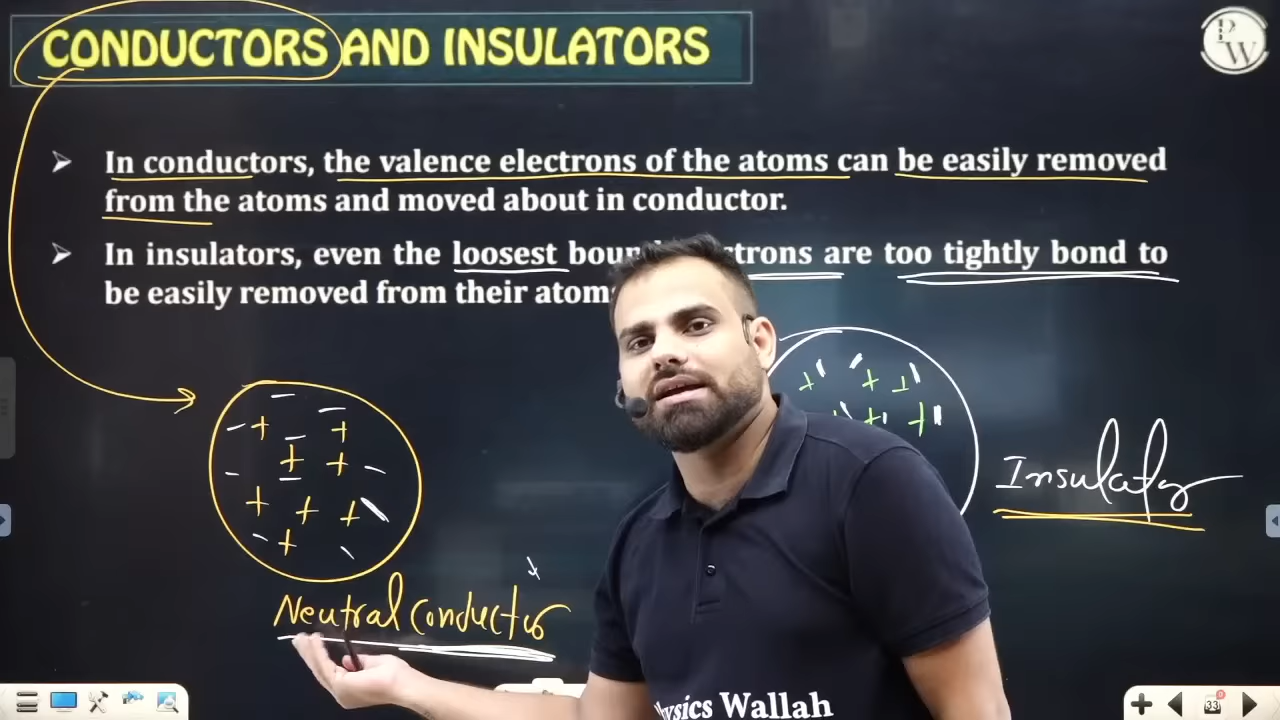 CONDUCTORS AND INSULATORS
PW
In conductors, the valence electrons of the atoms can be easily removed
from the atoms and moved about in conductor.
In insulators, even the loosest are too tightly bond to
be easily removed from their
Insulator
Neutral conductor
Wallah
33